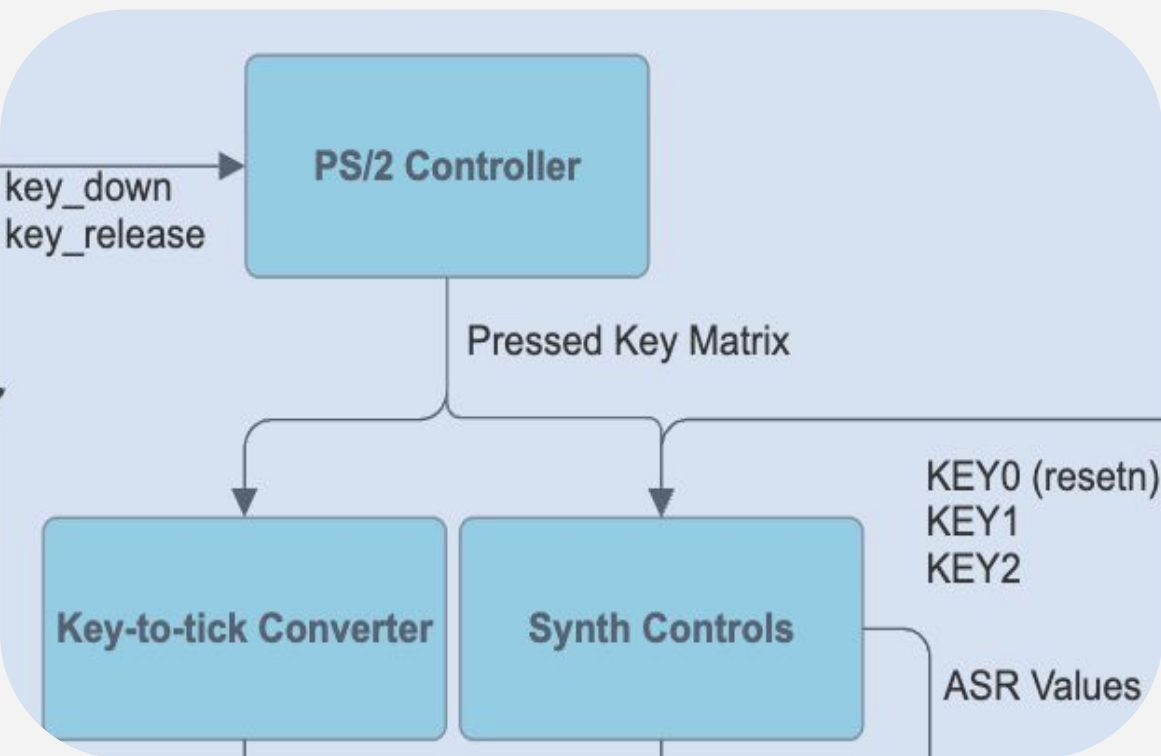 PS/2 Controller
key_down
key_release
Pressed Key Matrix
KEY0 (resetn)
KEY1
KEY2
Key-to-tick Converter
Synth Controls
ASR Values